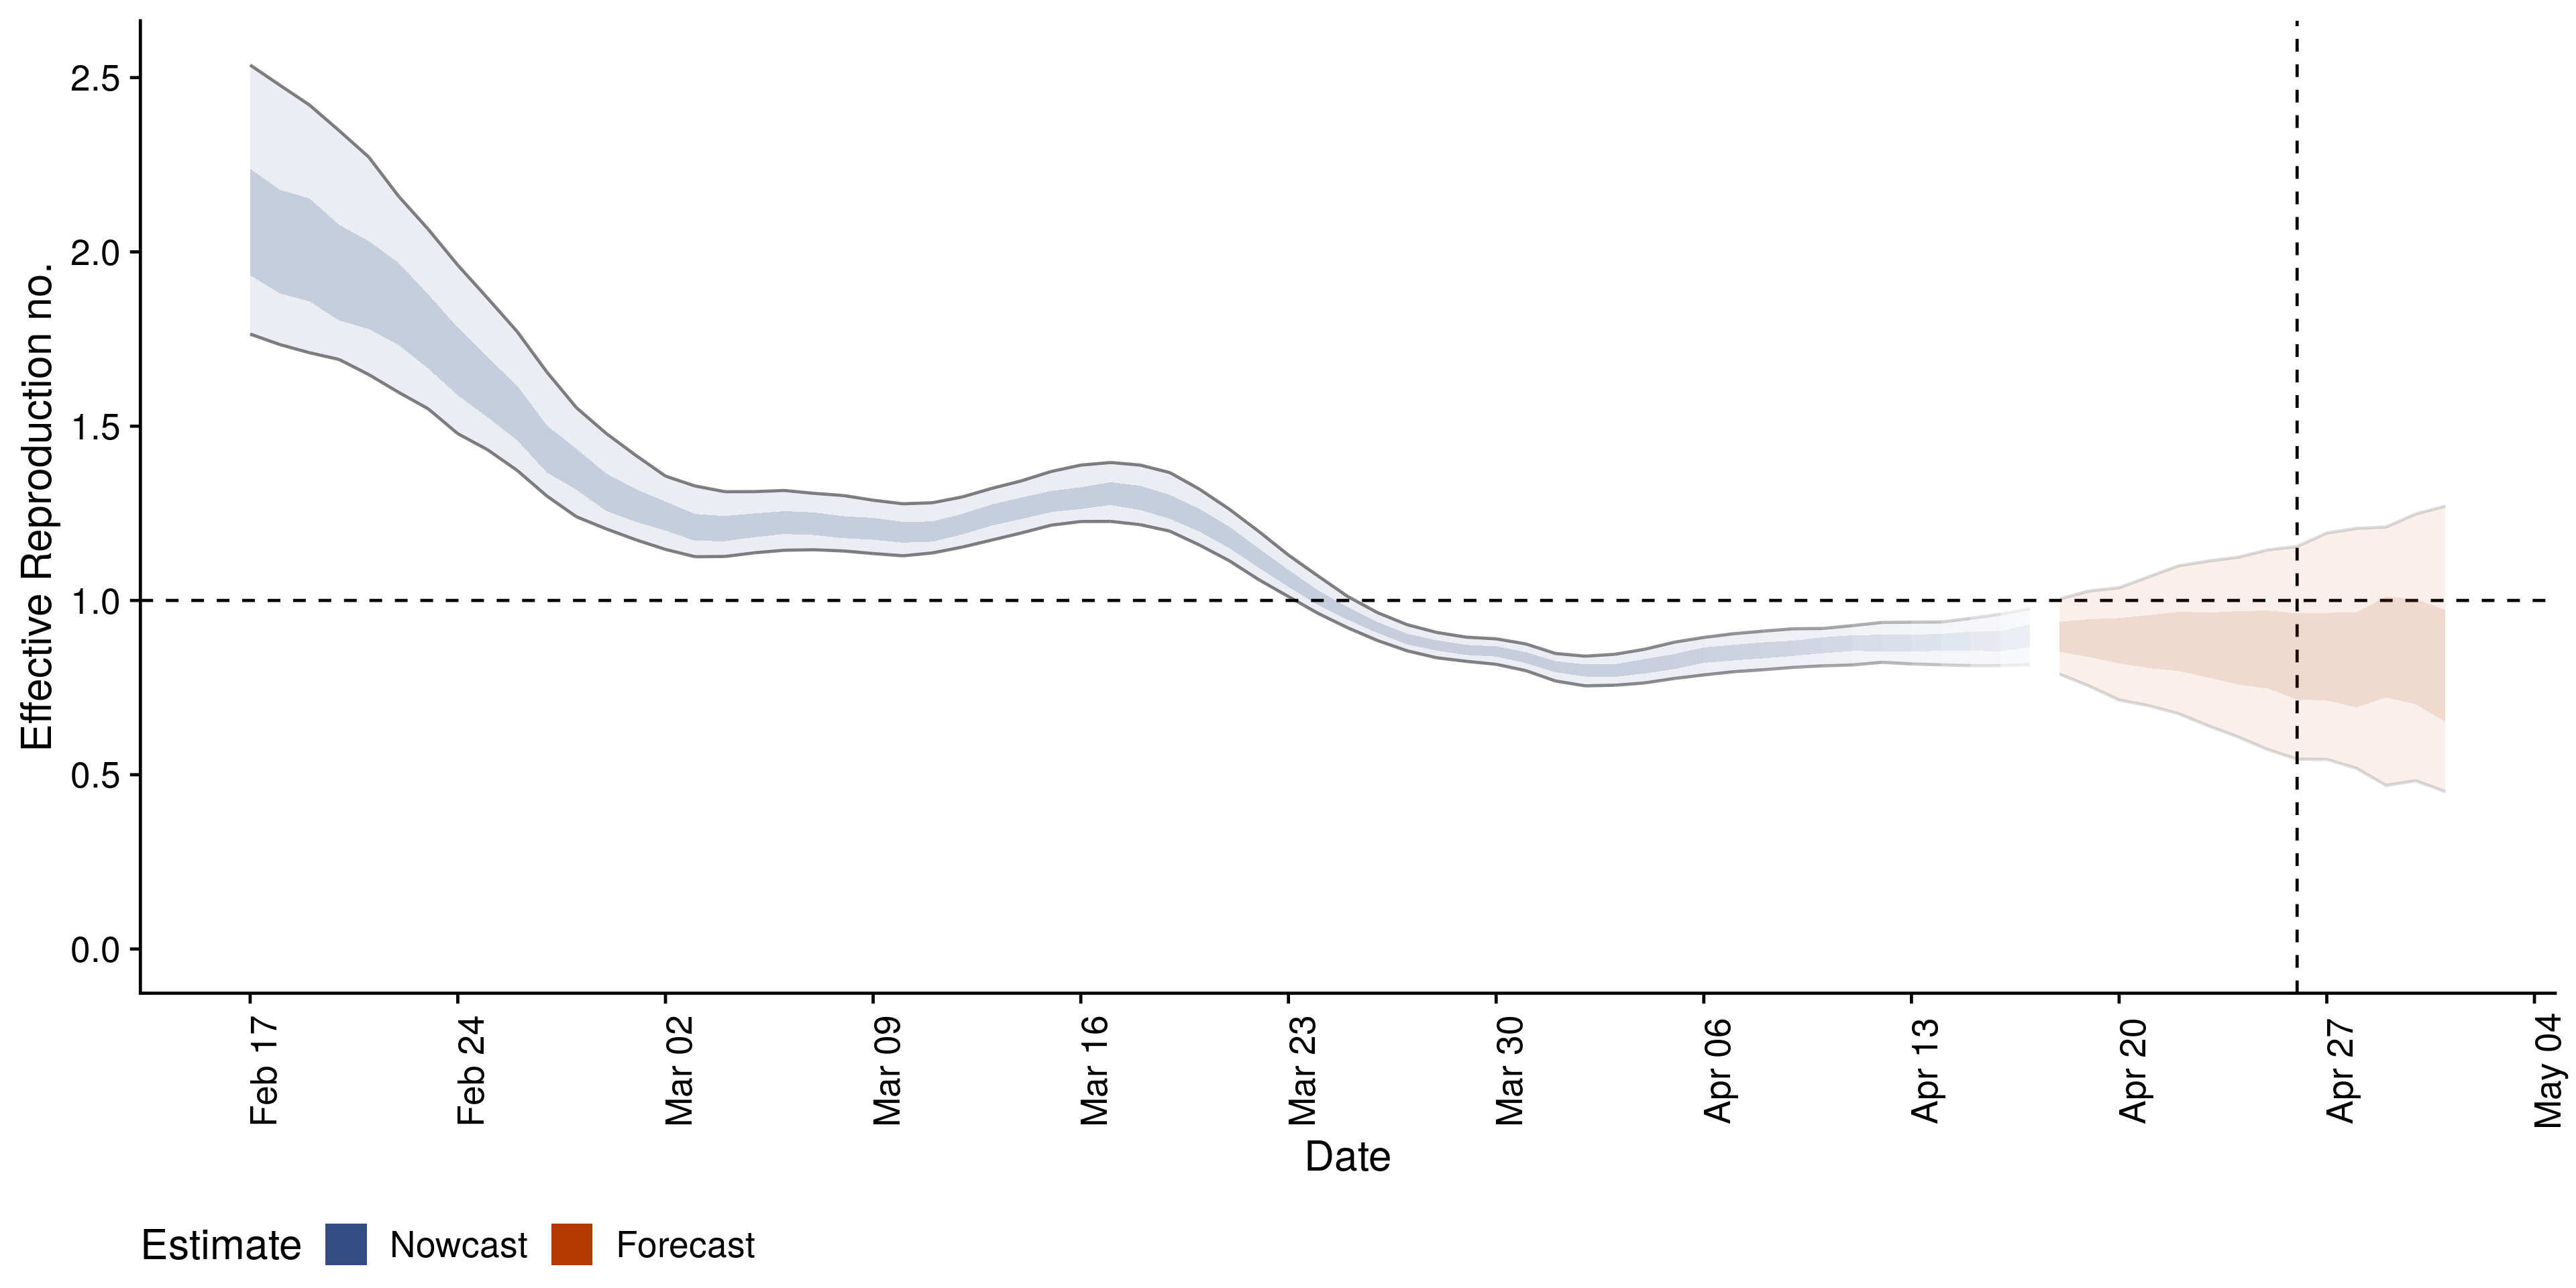 Effective Reproduction no.
2.5
2.0
1.5
1.0
0.5
0.0
Feb 17
Feb 24
Mar 02
Mar 09
Mar 16
Mar 23
Mar 30
Apr 06
Apr 13
Apr 20
Apr 27
May 04
Date
Estimate Nowcast Forecast